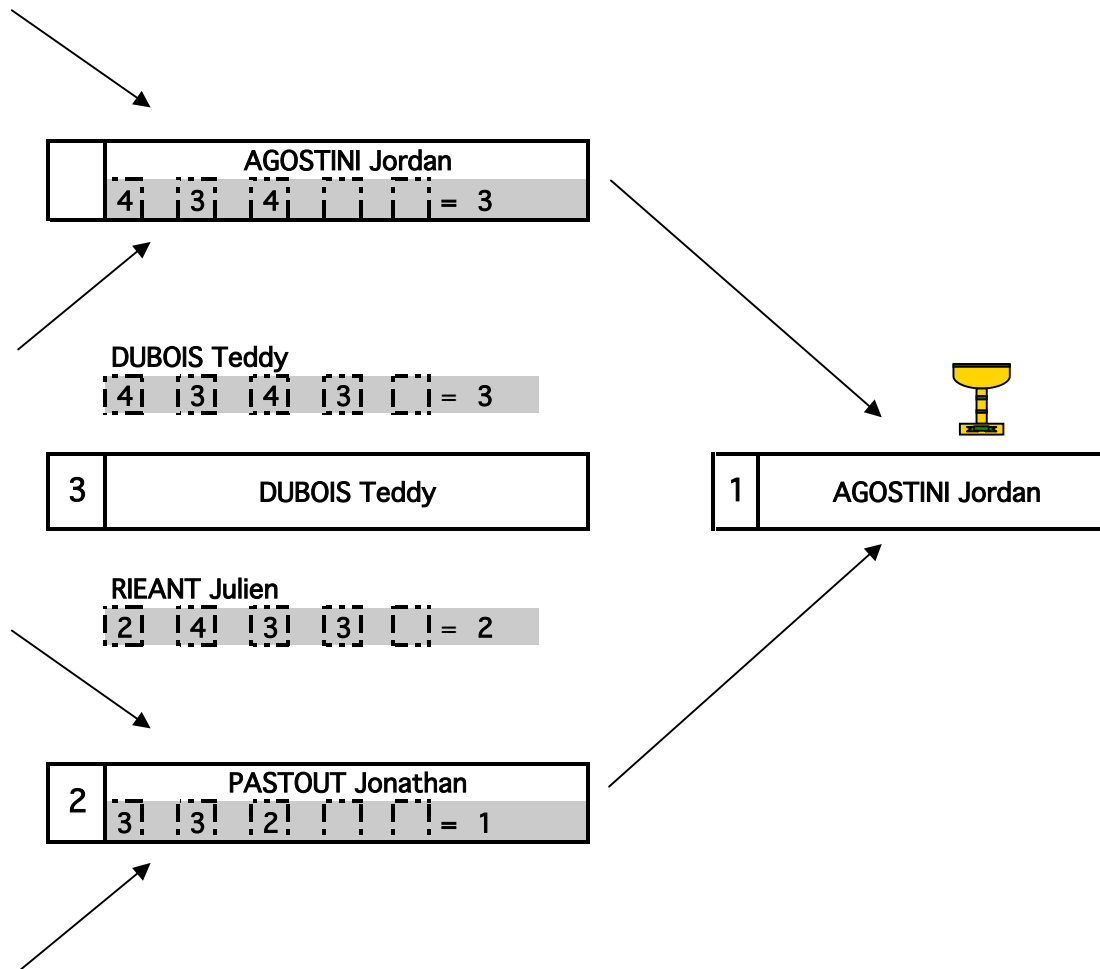 AGOSTINI Jordan
4 3 4 = 3
DUBOIS Teddy
4 3 4 3 = 3
3 DUBOIS Teddy
1 AGOSTINI Jordan
RIEANT Julien
2 4 3 3 = 2
2 PASTOUT Jonathan
3 3 2 = 1